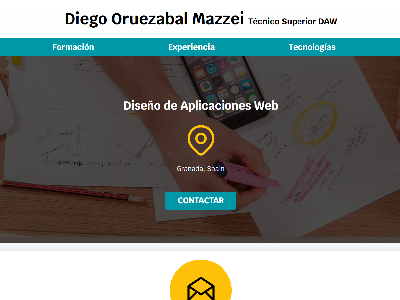 Diego Oruezabal Mazzei Técnico Superior DAW
Formación Experiencia Tecnologías
Diseño de Aplicaciones Web
Granada, Spain
CONTACTAR